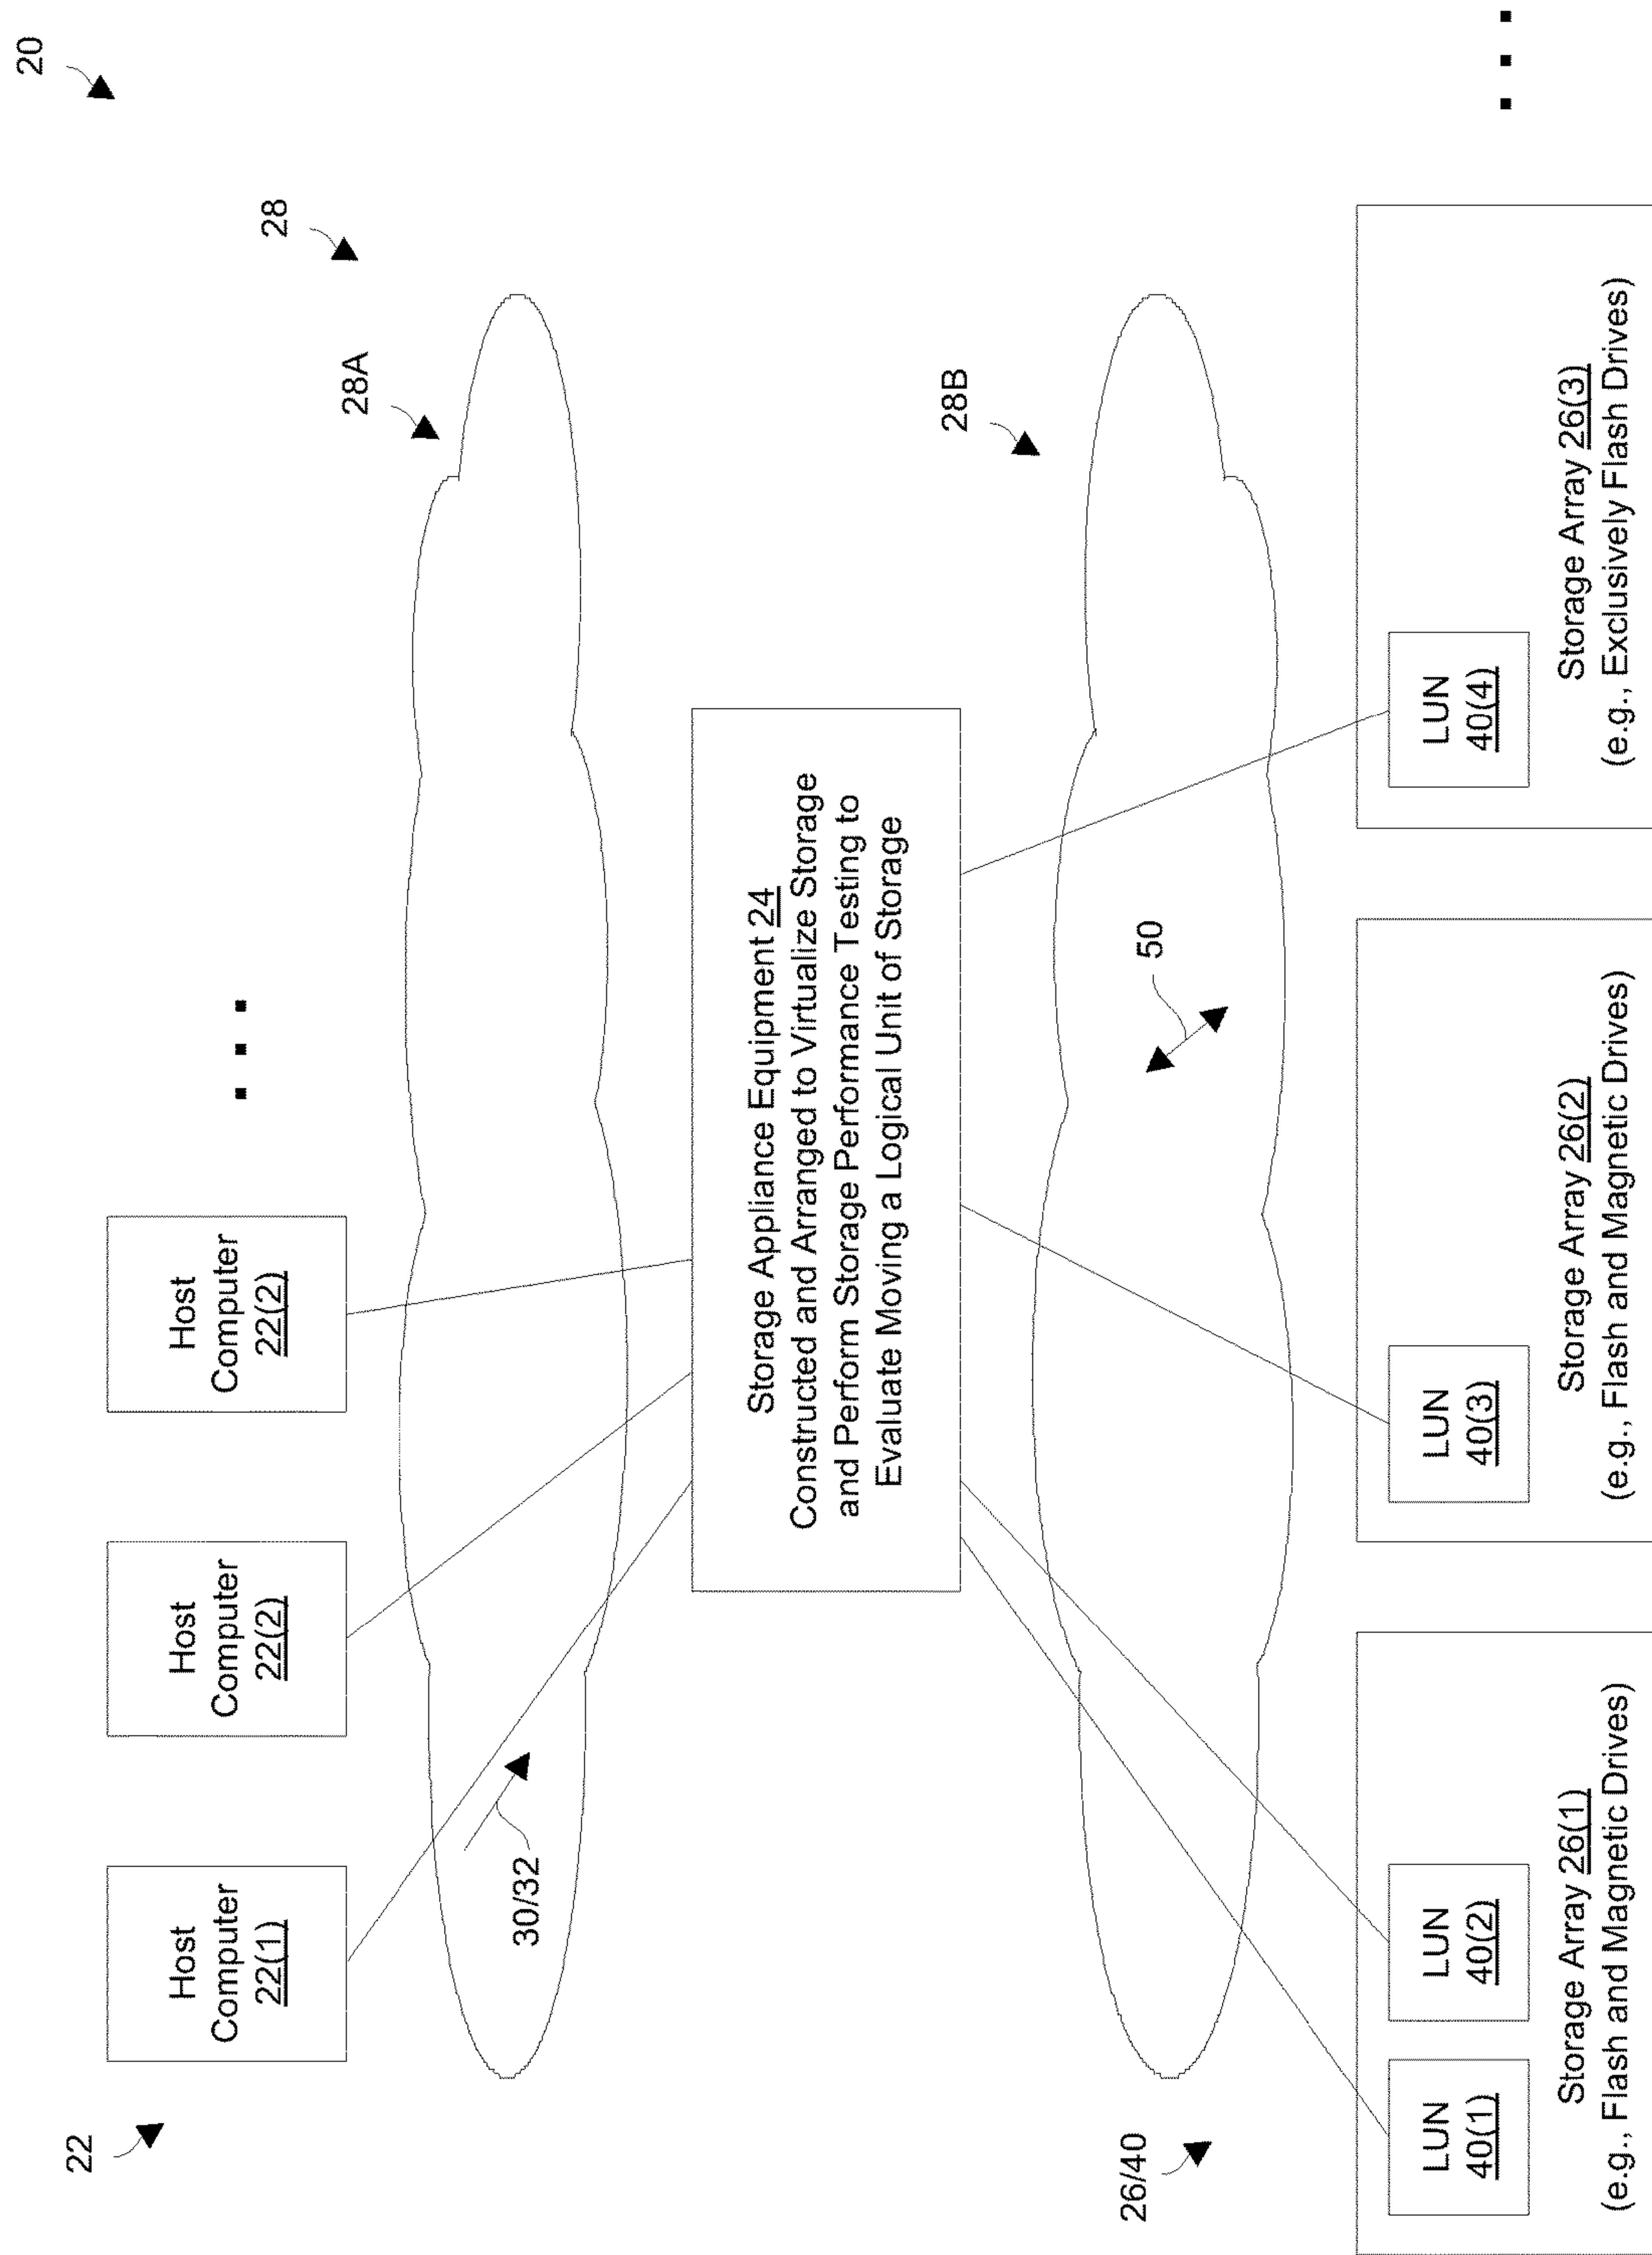 20
22
Host
Computer
22(1)
Host
Computer
22(2)
Host
Computer
22(2)
28
28A
30/32
Storage Appliance Equipment 24
Constructed and Arranged to Virtualize Storage
and Perform Storage Performance Testing to
Evaluate Moving a Logical Unit of Storage
28B
50
26/40
LUN
40(1)
LUN
40(2)
Storage Array 26(1)
(e.g., Flash and Magnetic Drives)
LUN
40(3)
Storage Array 26(2)
(e.g., Flash and Magnetic Drives)
LUN
40(4)
Storage Array 26(3)
(e.g., Exclusively Flash Drives)